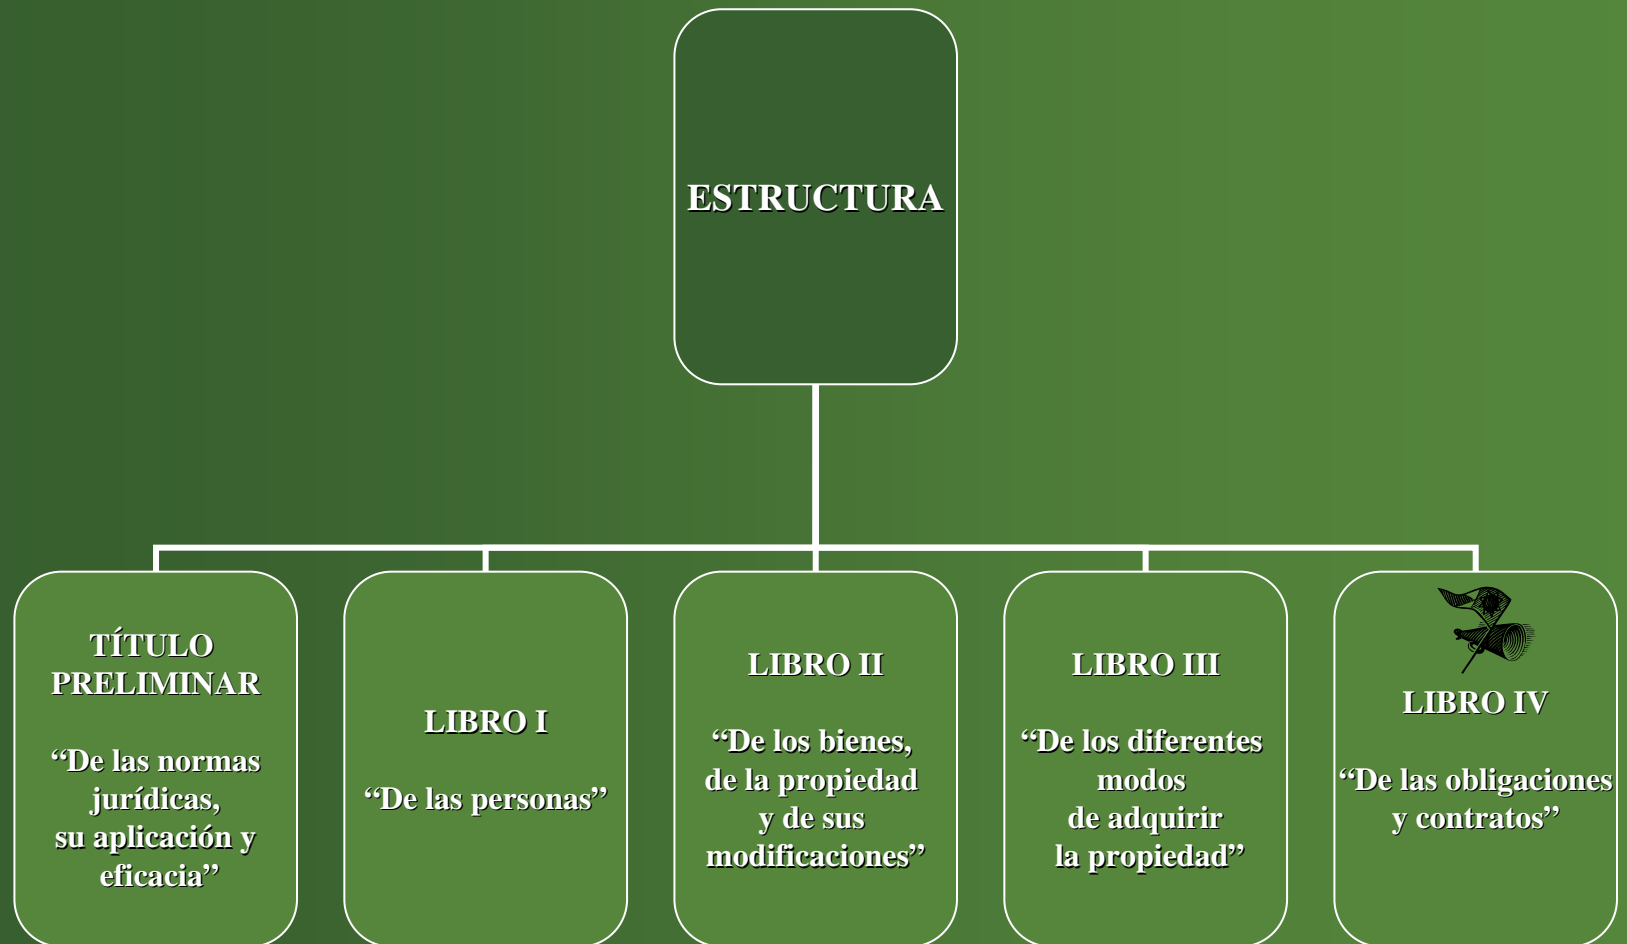 ESTRUCTURA
TÍTULO
PRELIMINAR
“De las normas
jurídicas,
su aplicación y
eficacia”
LIBRO I
“De las personas”
LIBRO II
“De los bienes,
de la propiedad
y de sus
modificaciones”
LIBRO III
“De los diferentes
modos
de adquirir
la propiedad”
LIBRO IV
“De las obligaciones
y contratos”